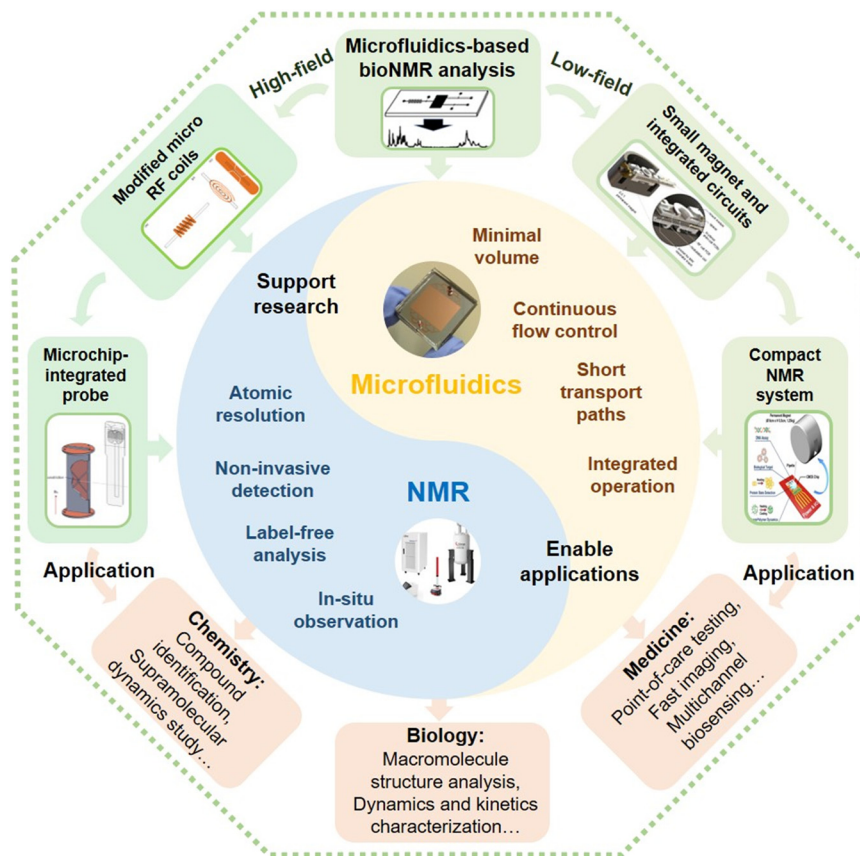 Microfluidics-based
bioNMR analysis
High-field
Low-field
Modified micro
RF coils
Small magnet and
integrated circuits
Support
research
Minimal
volume
Continuous
flow control
Microfluidics
Short
transport
paths
Integrated
operation
Atomic
resolution
Non-invasive
detection
Label-free
analysis
In-situ
observation
NMR
Enable
applications
Microchip-
integrated
probe
Compact
NMR
system
Application
Application
Chemistry:
Compound
identification,
Supramolecular
dynamics study…
Biology:
Macromolecule
structure analysis,
Dynamics and kinetics
characterization…
Medicine:
Point-of-care testing,
Fast imaging,
Multichannel
biosensing…